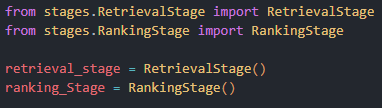 from stages.RetrievalStage import RetrievalStage
from stages.RankingStage import RankingStage
retrieval_stage = RetrievalStage()
ranking_Stage = RankingStage()